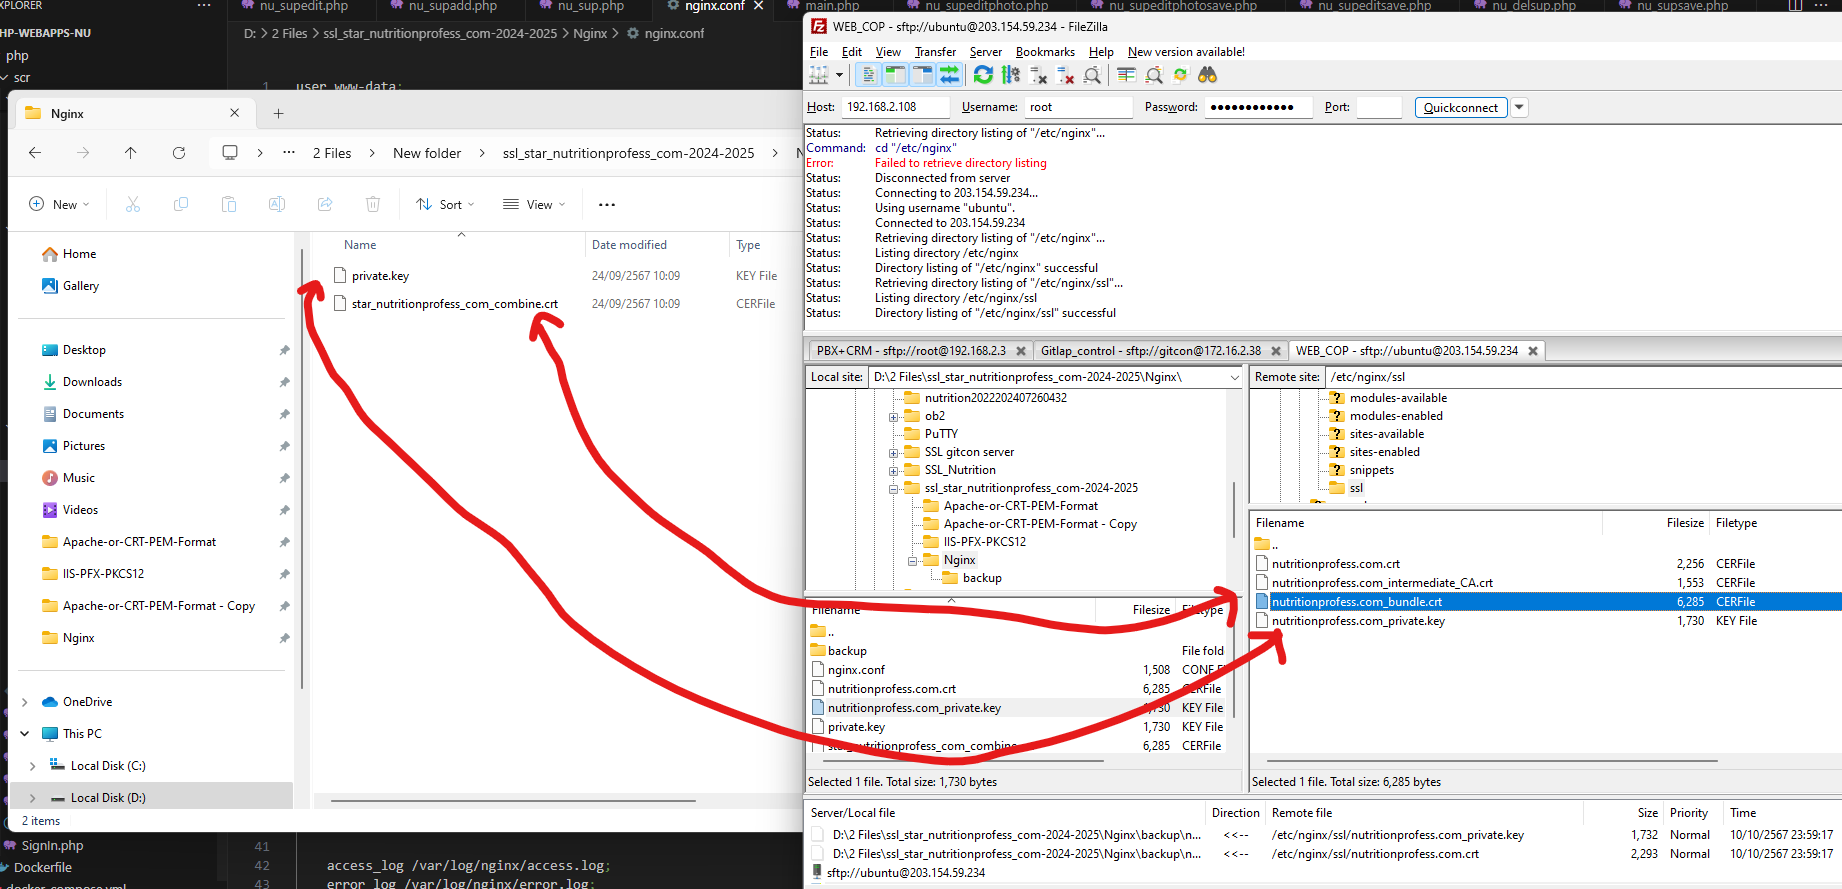 EXPLORER
HP-WEBAPPS-NU
php
scr
nu_supedit.php
nu_supadd.php
nu_sup.php
nginx.conf
main.php
nu_supeditphoto.php
nu_supeditphotosave.php
nu_supeditsave.php
nu_delsup.php
nu_supsave.php
D: > 2 Files > ssl_star_nutritionprofess_com-2024-2025 > Nginx > nginx.conf
1 user www-data;
Nginx
2 Files > New folder > ssl_star_nutritionprofess_com-2024-2025 >
New
Sort
View
Name
Date modified
Type
private.key 24/09/2567 10:09 KEY File
star_nutritionprofess_com_combine.crt 24/09/2567 10:09 CERFile
Home
Gallery
Desktop
Downloads
Documents
Pictures
Music
Videos
Apache-or-CRT-PEM-Format
IIS-PFX-PKCS12
Apache-or-CRT-PEM-Format - Copy
Nginx
OneDrive
This PC
Local Disk (C:)
Local Disk (D:)
2 items
SignIn.php
Dockerfile
docker-compose.yml
41
42 access_log /var/log/nginx/access.log;
43 error_log /var/log/nginx/error.log;
WEB_COP - sftp://ubuntu@203.154.59.234 - FileZilla
File Edit View Transfer Server Bookmarks Help New version available!
Host: 192.168.2.108 Username: root Password: ●●●●●●●●●●●● Port: Quickconnect
Status: Retrieving directory listing of "/etc/nginx"...
Command: cd "/etc/nginx"
Error: Failed to retrieve directory listing
Status: Disconnected from server
Status: Connecting to 203.154.59.234...
Status: Using username "ubuntu".
Status: Connected to 203.154.59.234
Status: Retrieving directory listing of "/etc/nginx"...
Status: Listing directory /etc/nginx
Status: Directory listing of "/etc/nginx" successful
Status: Retrieving directory listing of "/etc/nginx/ssl"...
Status: Listing directory /etc/nginx/ssl
Status: Directory listing of "/etc/nginx/ssl" successful
PBX+CRM - sftp://root@192.168.2.3
Gitlap_control - sftp://gitcon@172.16.2.38
WEB_COP - sftp://ubuntu@203.154.59.234
Local site: D:\2 Files\ssl_star_nutritionprofess_com-2024-2025\Nginx\
nutrition2022202407260432
ob2
PuTTY
SSL gitcon server
SSL_Nutrition
ssl_star_nutritionprofess_com-2024-2025
Apache-or-CRT-PEM-Format
Apache-or-CRT-PEM-Format - Copy
IIS-PFX-PKCS12
Nginx
backup
Filename Filesize Filetype
..
backup File fold
nginx.conf 1,508 CONF
nutritionprofess.com.crt 6,285 CERFile
nutritionprofess.com_private.key 1,730 KEY File
private.key 1,730 KEY File
star_nutritionprofess_com_combine 6,285 CERFile
Selected 1 file. Total size: 1,730 bytes
Remote site: /etc/nginx/ssl
modules-available
modules-enabled
sites-available
sites-enabled
snippets
ssl
Filename Filesize Filetype
..
nutritionprofess.com.crt 2,256 CERFile
nutritionprofess.com_intermediate_CA.crt 1,553 CERFile
nutritionprofess.com_bundle.crt 6,285 CERFile
nutritionprofess.com_private.key 1,730 KEY File
Selected 1 file. Total size: 6,285 bytes
Server/Local file Direction Remote file Size Priority Time
D:\2 Files\ssl_star_nutritionprofess_com-2024-2025\Nginx\backup\n... <<-- /etc/nginx/ssl/nutritionprofess.com_private.key 1,732 Normal 10/10/2567 23:59:17
D:\2 Files\ssl_star_nutritionprofess_com-2024-2025\Nginx\backup\n... <<-- /etc/nginx/ssl/nutritionprofess.com.crt 2,293 Normal 10/10/2567 23:59:17
sftp://ubuntu@203.154.59.234